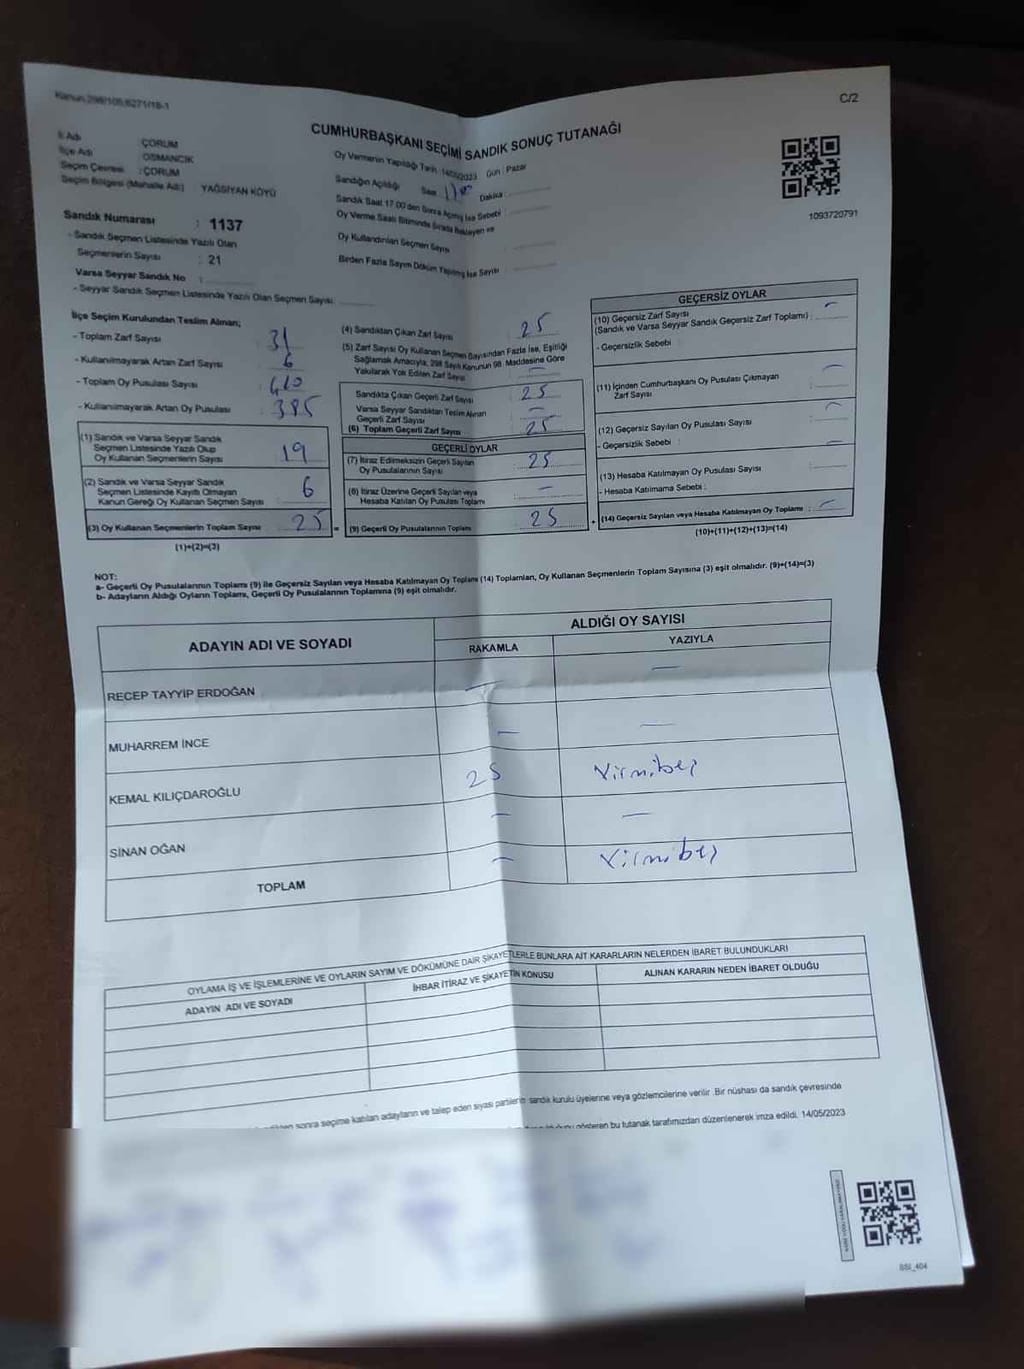 Kanun:298/105;6271/18-1
C/2
CUMHURBAŞKANI SEÇİMİ SANDIK SONUÇ TUTANAĞI
İl Adı : ÇORUM
İlçe Adı : OSMANCIK
Seçim Çevresi : ÇORUM
Seçim Bölgesi (Mahalle Adı) YAĞSIYAN KÖYÜ
Sandık Numarası : 1137
- Sandık Seçmen Listesinde Yazılı Olan
Seçmenlerin Sayısı : 21
Varsa Seyyar Sandık No :
- Seyyar Sandık Seçmen Listesinde Yazılı Olan Seçmen Sayısı
Oy Vermenin Yapıldığı Tarih 14/05/2023 Gün : Pazar
Sandığın Açıldığı Saat Dakika :
Sandık Saat 17.00'den Sonra Açılmış İse Sebebi :
Oy Verme Saati Bitiminde Sırada Bekleyen ve
Oy Kullandırılan Seçmen Sayısı
Birden Fazla Sayım Döküm Yapılmış İse Sayısı
1093720791
İlçe Seçim Kurulundan Teslim Alınan;
- Toplam Zarf Sayısı : 31
- Kullanılmayarak Artan Zarf Sayısı : 6
- Toplam Oy Pusulası Sayısı : 410
- Kullanılmayarak Artan Oy Pusulası : 385
(1) Sandık ve Varsa Seyyar Sandık
Seçmen Listesinde Yazılı Olup
Oy Kullanan Seçmenlerin Sayısı 19
(2) Sandık ve Varsa Seyyar Sandık
Seçmen Listesinde Kayıtlı Olmayan
Kanun Gereği Oy Kullanan Seçmen Sayısı 6
(3) Oy Kullanan Seçmenlerin Toplam Sayısı 25 =
(1)+(2)=(3)
(4) Sandıktan Çıkan Zarf Sayısı 25
(5) Zarf Sayısı Oy Kullanan Seçmen Sayısından Fazla İse, Eşitliği
Sağlamak Amacıyla, 298 Sayılı Kanunun 98. Maddesine Göre
Yakılarak Yok Edilen Zarf Sayısı —
Sandıkta Çıkan Geçerli Zarf Sayısı 25
Varsa Seyyar Sandıktan Teslim Alınan
Geçerli Zarf Sayısı —
(6) Toplam Geçerli Zarf Sayısı 25
GEÇERLİ OYLAR
(7) İtiraz Edilmeksizin Geçerli Sayılan
Oy Pusulalarının Sayısı 25
(8) İtiraz Üzerine Geçerli Sayılan veya
Hesaba Katılan Oy Pusulası Toplamı —
(9) Geçerli Oy Pusulalarının Toplamı 25 +
GEÇERSİZ OYLAR
(10) Geçersiz Zarf Sayısı
(Sandık ve Varsa Seyyar Sandık Geçersiz Zarf Toplamı) : —
- Geçersizlik Sebebi :
(11) İçinden Cumhurbaşkanı Oy Pusulası Çıkmayan
Zarf Sayısı : —
(12) Geçersiz Sayılan Oy Pusulası Sayısı : —
- Geçersizlik Sebebi :
(13) Hesaba Katılmayan Oy Pusulası Sayısı : —
- Hesaba Katılmama Sebebi :
(14) Geçersiz Sayılan veya Hesaba Katılmayan Oy Toplamı : —
(10)+(11)+(12)+(13)=(14)
NOT:
a- Geçerli Oy Pusulalarının Toplamı (9) ile Geçersiz Sayılan veya Hesaba Katılmayan Oy Toplamı (14) Toplamları, Oy Kullanan Seçmenlerin Toplam Sayısına (3) eşit olmalıdır. (9)+(14)=(3)
b- Adayların Aldığı Oyların Toplamı, Geçerli Oy Pusulalarının Toplamına (9) eşit olmalıdır.
ADAYIN ADI VE SOYADI
ALDIĞI OY SAYISI
RAKAMLA YAZIYLA
RECEP TAYYİP ERDOĞAN — —
MUHARREM İNCE — —
KEMAL KILIÇDAROĞLU 25 Yirmibeş
SİNAN OĞAN — —
TOPLAM — Yirmibeş
OYLAMA İŞ VE İŞLEMLERİNE VE OYLARIN SAYIM VE DÖKÜMÜNE DAİR ŞİKAYETLERLE BUNLARA AİT KARARLARIN NELERDEN İBARET BULUNDUKLARI
ADAYIN ADI VE SOYADI İHBAR İTİRAZ VE ŞİKAYETİN KONUSU ALINAN KARARIN NEDEN İBARET OLDUĞU
sonra seçime katılan adayların ve talep eden siyasi partilerin sandık kurulu üyelerine veya gözlemcilerine verilir. Bir nüshası da sandık çevresinde
gösteren bu tutanak tarafımızdan düzenlenerek imza edildi. 14/05/2023
SSI_404